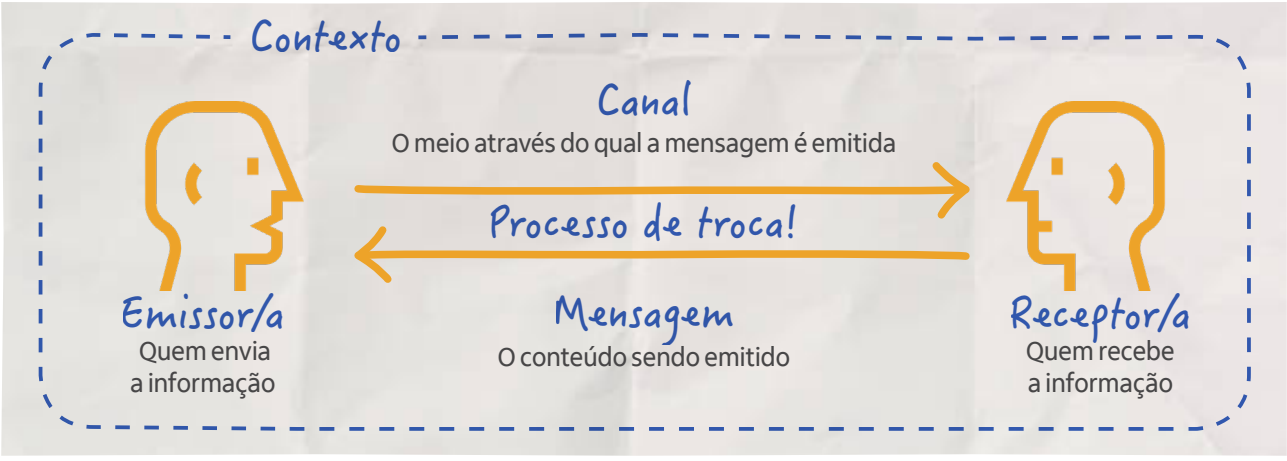 Contexto
Canal
O meio através do qual a mensagem é emitida
Processo de troca!
Emissor/a
Quem envia
a informação
Mensagem
O conteúdo sendo emitido
Receptor/a
Quem recebe
a informação